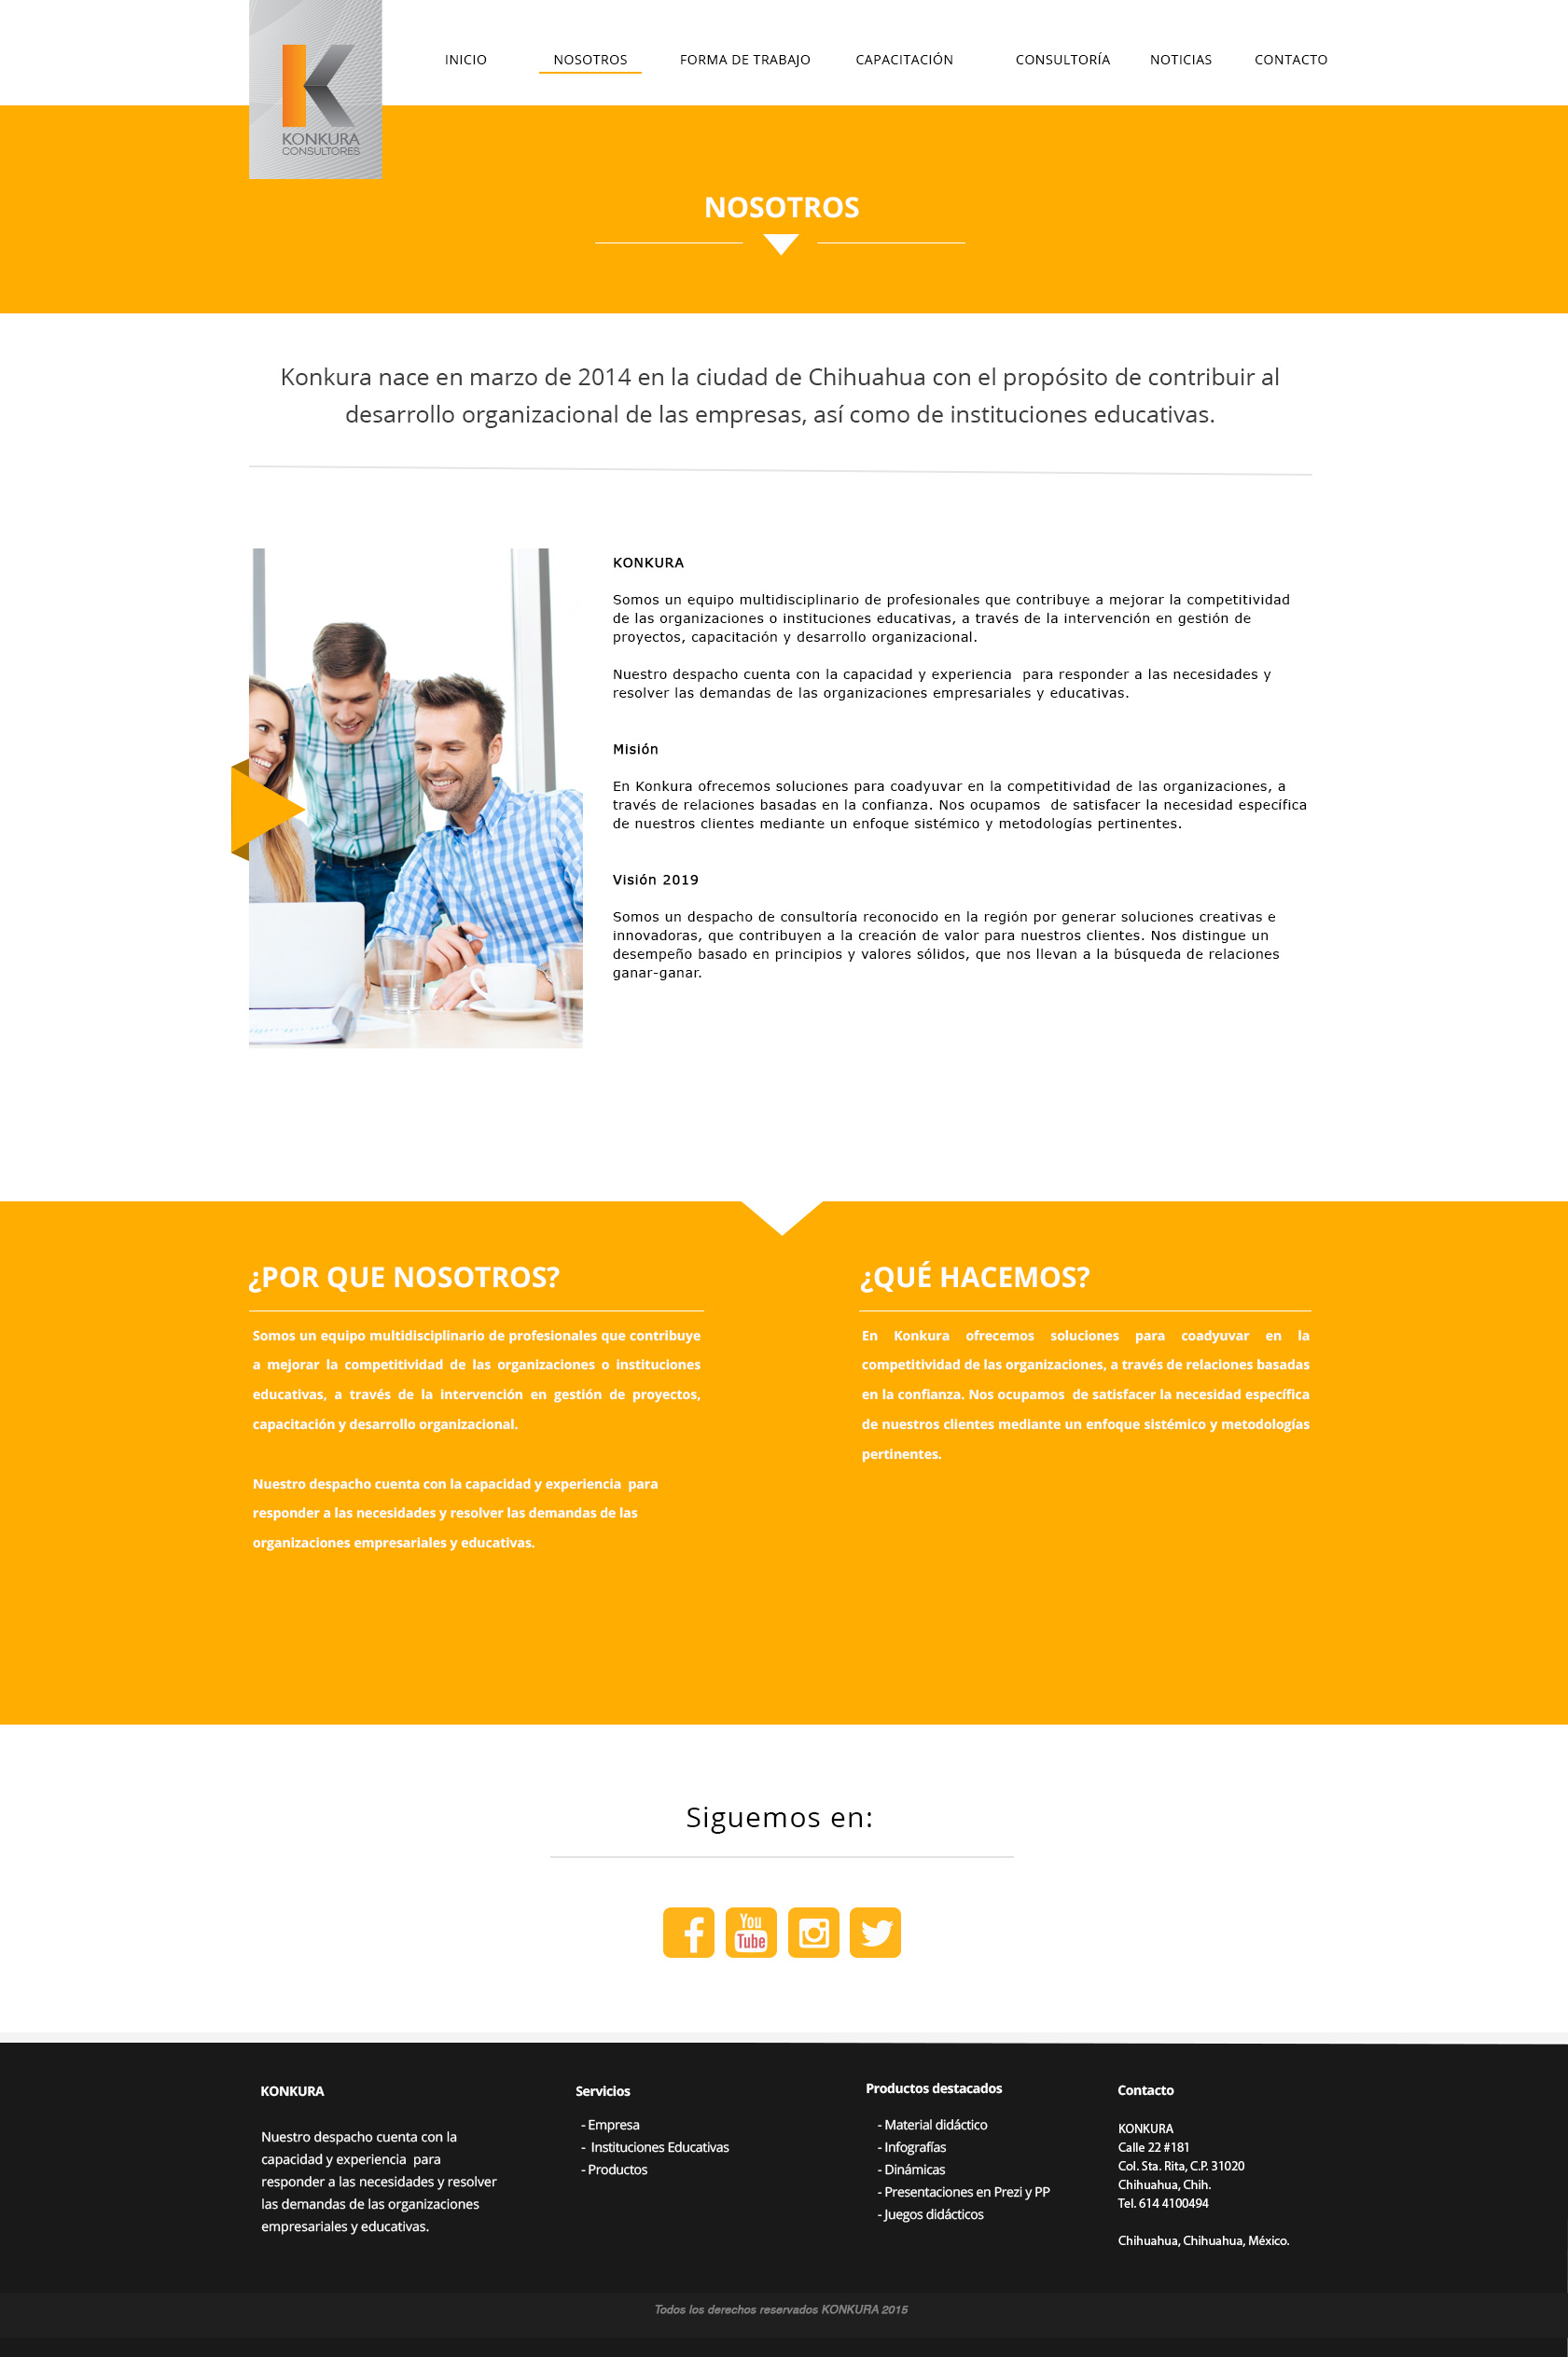 KONKURA
CONSULTORES
INICIO
NOSOTROS
FORMA DE TRABAJO
CAPACITACIÓN
CONSULTORÍA
NOTICIAS
CONTACTO
NOSOTROS
Konkura nace en marzo de 2014 en la ciudad de Chihuahua con el propósito de contribuir al
desarrollo organizacional de las empresas, así como de instituciones educativas.
KONKURA
Somos un equipo multidisciplinario de profesionales que contribuye a mejorar la competitividad
de las organizaciones o instituciones educativas, a través de la intervención en gestión de
proyectos, capacitación y desarrollo organizacional.
Nuestro despacho cuenta con la capacidad y experiencia  para responder a las necesidades y
resolver las demandas de las organizaciones empresariales y educativas.
Misión
En Konkura ofrecemos soluciones para coadyuvar en la competitividad de las organizaciones, a
través de relaciones basadas en la confianza. Nos ocupamos  de satisfacer la necesidad específica
de nuestros clientes mediante un enfoque sistémico y metodologías pertinentes.
Visión 2019
Somos un despacho de consultoría reconocido en la región por generar soluciones creativas e
innovadoras, que contribuyen a la creación de valor para nuestros clientes. Nos distingue un
desempeño basado en principios y valores sólidos, que nos llevan a la búsqueda de relaciones
ganar-ganar.
¿POR QUE NOSOTROS?
Somos un equipo multidisciplinario de profesionales que contribuye
a mejorar la competitividad de las organizaciones o instituciones
educativas, a través de la intervención en gestión de proyectos,
capacitación y desarrollo organizacional.
Nuestro despacho cuenta con la capacidad y experiencia  para
responder a las necesidades y resolver las demandas de las
organizaciones empresariales y educativas.
¿QUÉ HACEMOS?
En Konkura ofrecemos soluciones para coadyuvar en la
competitividad de las organizaciones, a través de relaciones basadas
en la confianza. Nos ocupamos  de satisfacer la necesidad específica
de nuestros clientes mediante un enfoque sistémico y metodologías
pertinentes.
Siguemos en:
You
Tube
KONKURA
Nuestro despacho cuenta con la
capacidad y experiencia  para
responder a las necesidades y resolver
las demandas de las organizaciones
empresariales y educativas.
Servicios
- Empresa
-  Instituciones Educativas
- Productos
Productos destacados
- Material didáctico
- Infografías
- Dinámicas
- Presentaciones en Prezi y PP
- Juegos didácticos
Contacto
KONKURA
Calle 22 #181
Col. Sta. Rita, C.P. 31020
Chihuahua, Chih.
Tel. 614 4100494
Chihuahua, Chihuahua, México.
Todos los derechos reservados KONKURA 2015